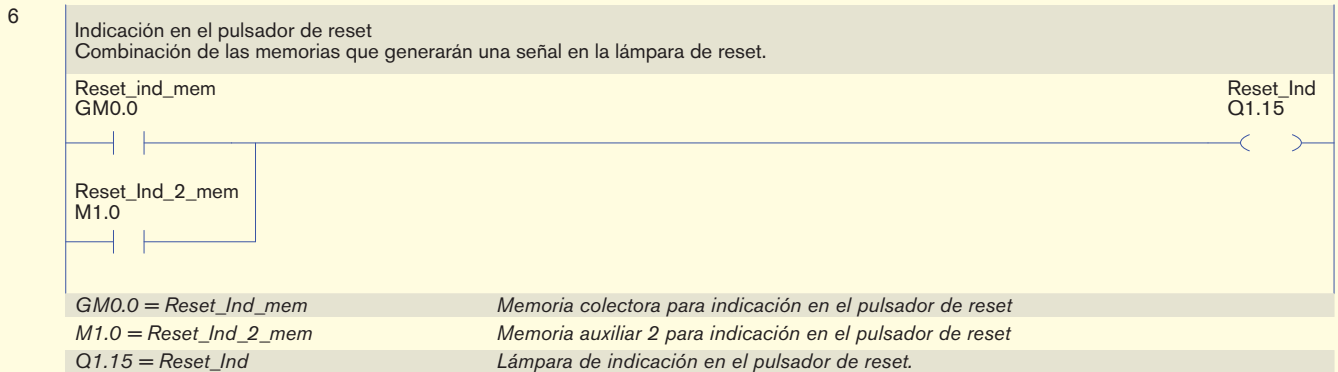 6
Indicación en el pulsador de reset
Combinación de las memorias que generarán una señal en la lámpara de reset.
Reset_ind_mem
GM0.0
Reset_Ind
Q1.15
Reset_Ind_2_mem
M1.0
GM0.0 = Reset_Ind_mem Memoria colectora para indicación en el pulsador de reset
M1.0 = Reset_Ind_2_mem Memoria auxiliar 2 para indicación en el pulsador de reset
Q1.15 = Reset_Ind Lámpara de indicación en el pulsador de reset.